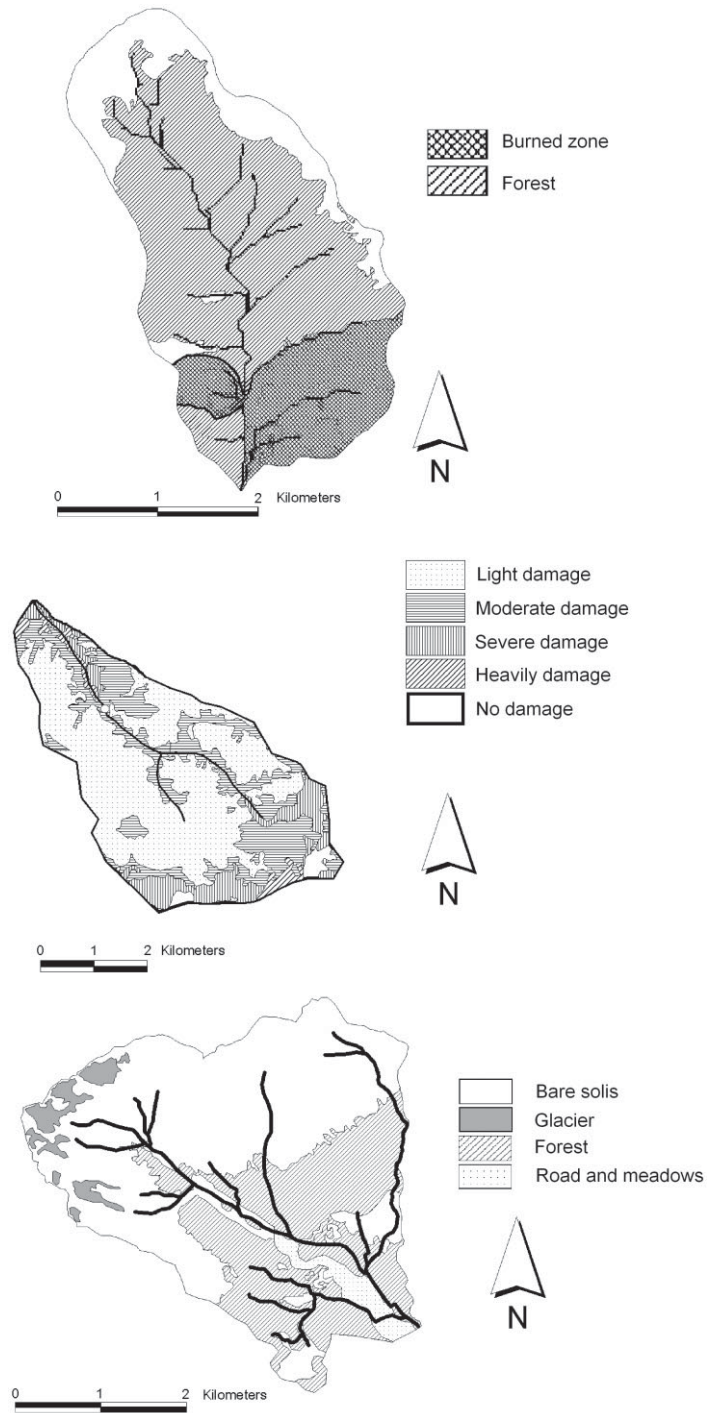 Burned zone
Forest
N
0 1 2 Kilometers
Light damage
Moderate damage
Severe damage
Heavily damage
No damage
N
0 1 2 Kilometers
Bare solis
Glacier
Forest
Road and meadows
N
0 1 2 Kilometers